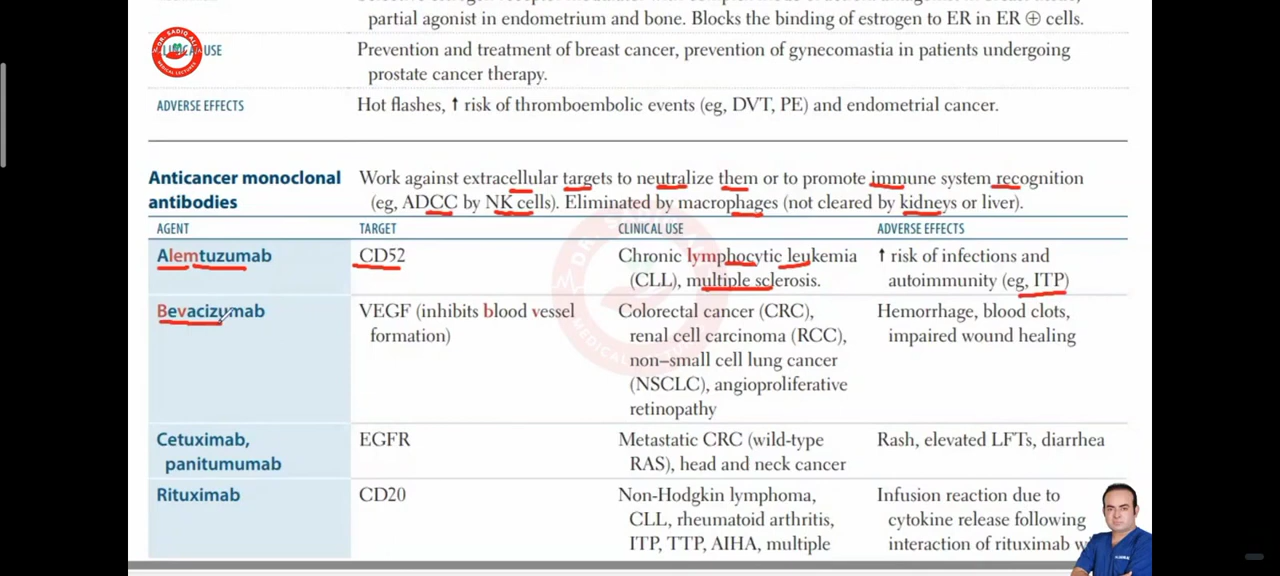 partial agonist in endometrium and bone. Blocks the binding of estrogen to ER in ER ⊕ cells.
USE
Prevention and treatment of breast cancer, prevention of gynecomastia in patients undergoing
prostate cancer therapy.
ADVERSE EFFECTS
Hot flashes, ↑ risk of thromboembolic events (eg, DVT, PE) and endometrial cancer.
Anticancer monoclonal
antibodies
Work against extracellular targets to neutralize them or to promote immune system recognition
(eg, ADCC by NK cells). Eliminated by macrophages (not cleared by kidneys or liver).
AGENT TARGET CLINICAL USE ADVERSE EFFECTS
Alemtuzumab
CD52
Chronic lymphocytic leukemia
(CLL), multiple sclerosis.
↑ risk of infections and
autoimmunity (eg, ITP)
Bevacizumab
VEGF (inhibits blood vessel
formation)
Colorectal cancer (CRC),
renal cell carcinoma (RCC),
non–small cell lung cancer
(NSCLC), angioproliferative
retinopathy
Hemorrhage, blood clots,
impaired wound healing
Cetuximab,
panitumumab
EGFR
Metastatic CRC (wild-type
RAS), head and neck cancer
Rash, elevated LFTs, diarrhea
Rituximab
CD20
Non-Hodgkin lymphoma,
CLL, rheumatoid arthritis,
ITP, TTP, AIHA, multiple
Infusion reaction due to
cytokine release following
interaction of rituximab